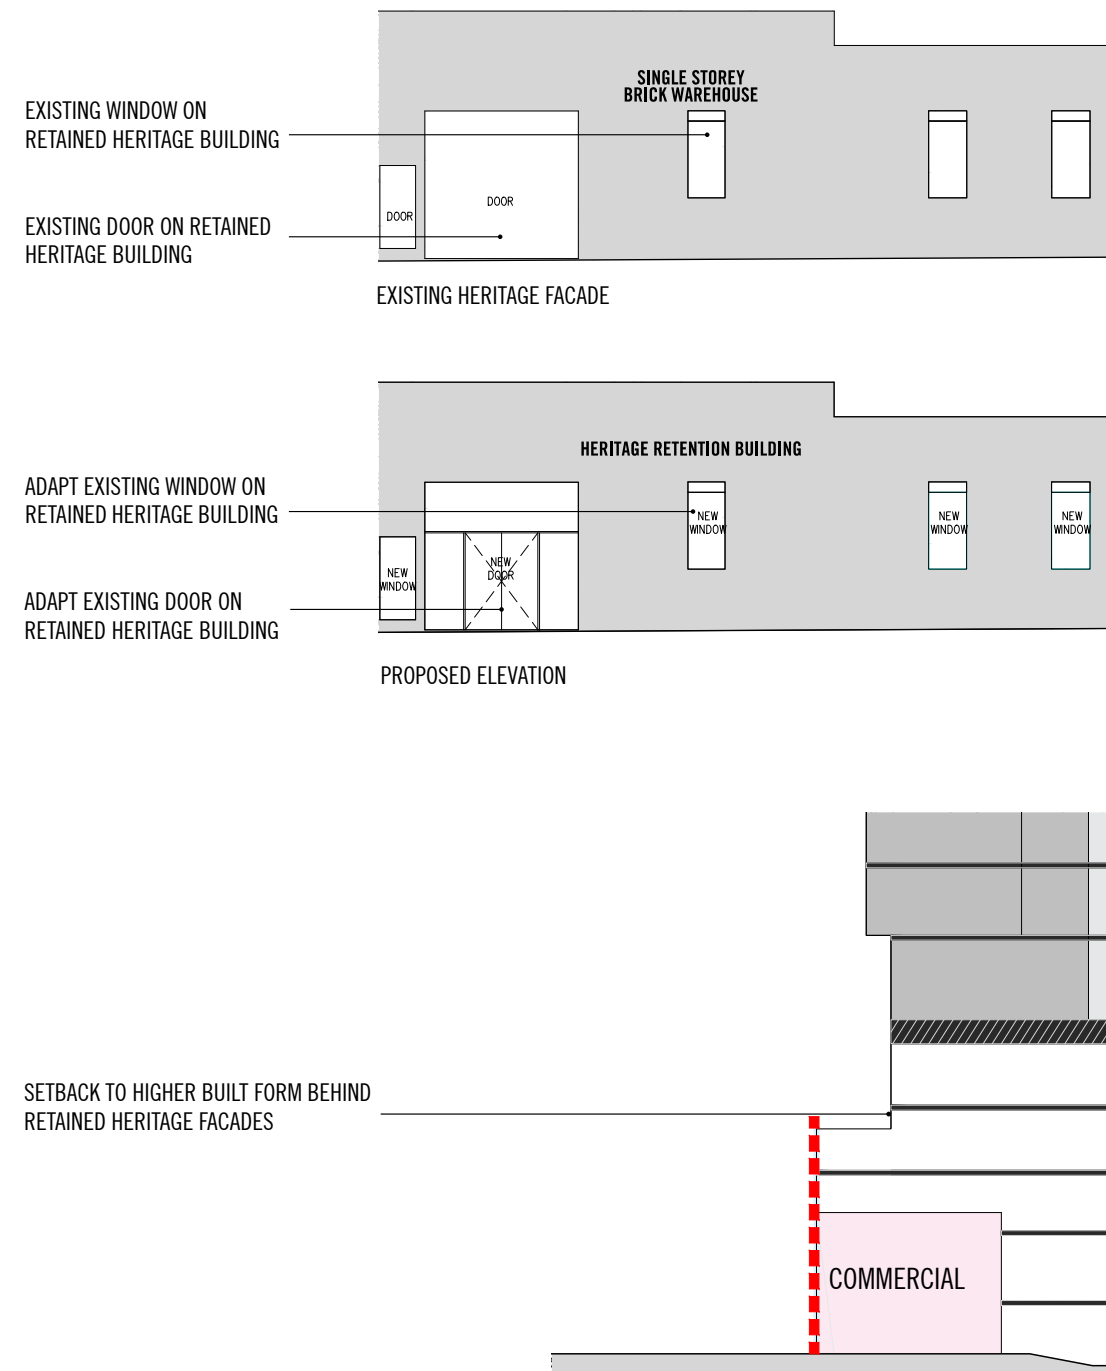 SINGLE STOREY
BRICK WAREHOUSE
EXISTING WINDOW ON
RETAINED HERITAGE BUILDING
DOOR
DOOR
EXISTING DOOR ON RETAINED
HERITAGE BUILDING
EXISTING HERITAGE FACADE
HERITAGE RETENTION BUILDING
ADAPT EXISTING WINDOW ON
RETAINED HERITAGE BUILDING
NEW
WINDOW
NEW
WINDOW
NEW
WINDOW
NEW
WINDOW
NEW
DOOR
ADAPT EXISTING DOOR ON
RETAINED HERITAGE BUILDING
PROPOSED ELEVATION
SETBACK TO HIGHER BUILT FORM BEHIND
RETAINED HERITAGE FACADES
COMMERCIAL